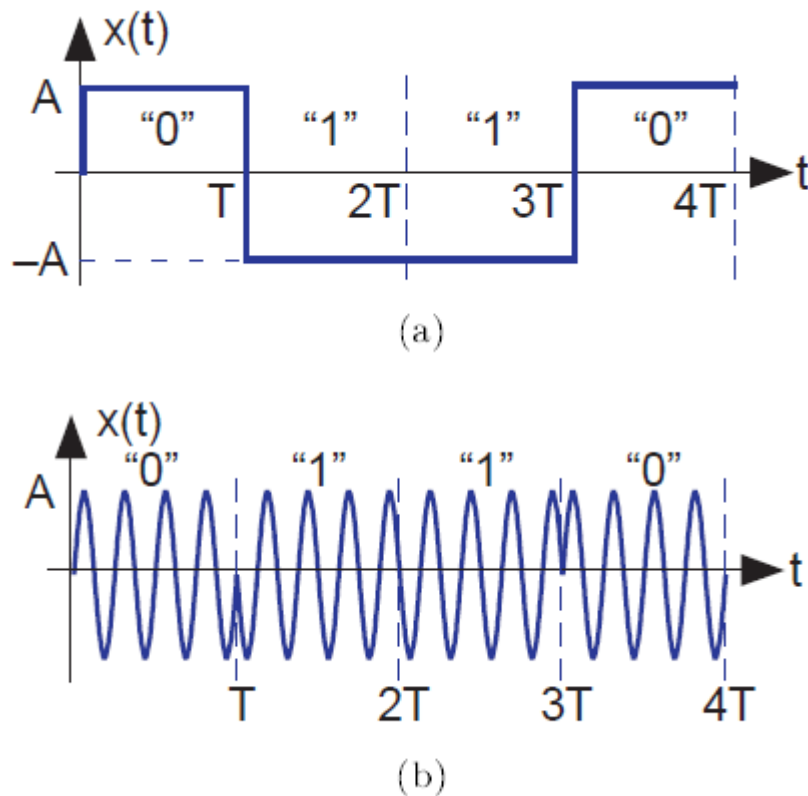 x(t)
A “0” “1” “1” “0”
T 2T 3T 4T t
–A
(a)
x(t)
“0” “1” “1” “0”
A
t
T 2T 3T 4T
(b)